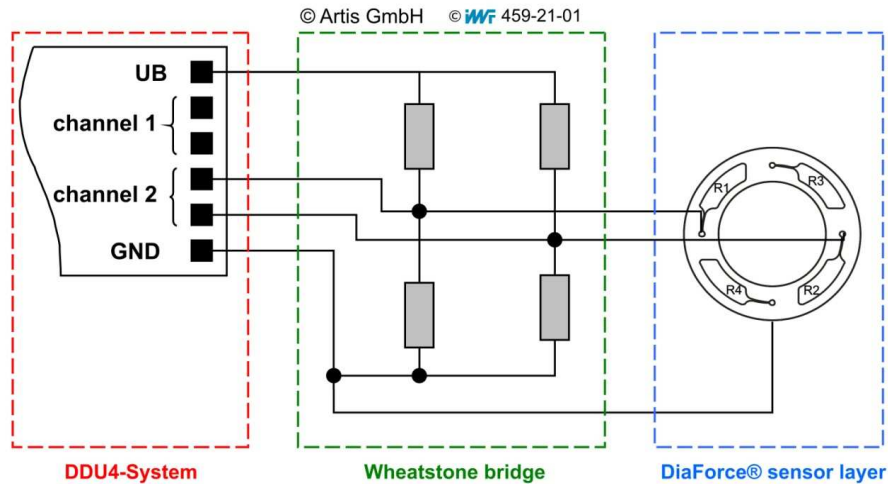 © Artis GmbH © iWF 459-21-01
UB
channel 1
channel 2
GND
R1
R3
R4
R2
DDU4-System
Wheatstone bridge
DiaForce® sensor layer